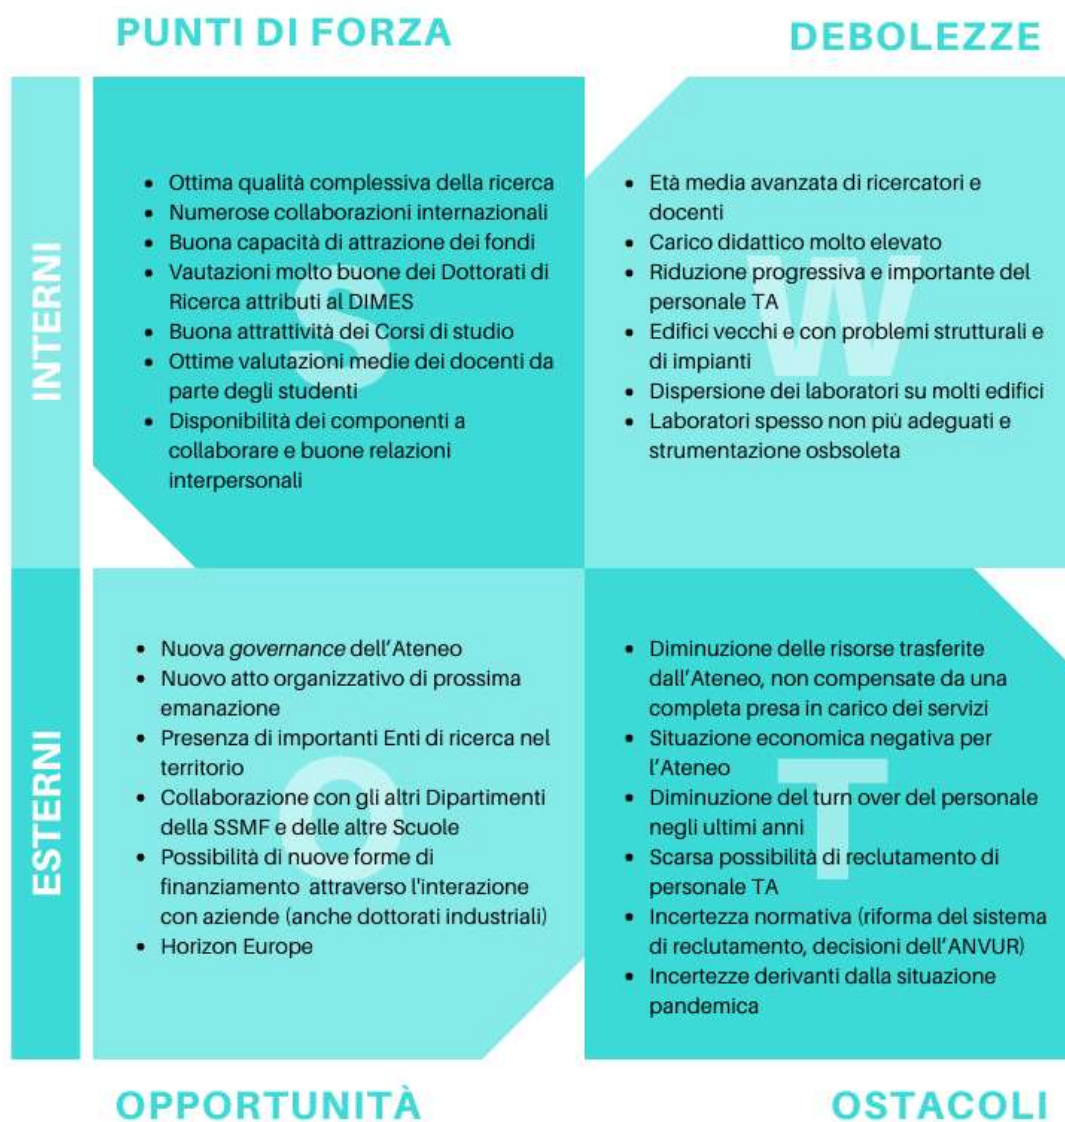 PUNTI DI FORZA
DEBOLEZZE
INTERNI
S
• Ottima qualità complessiva della ricerca
• Numerose collaborazioni internazionali
• Buona capacità di attrazione dei fondi
• Vautazioni molto buone dei Dottorati di
Ricerca attributi al DIMES
• Buona attrattività dei Corsi di studio
• Ottime valutazioni medie dei docenti da
parte degli studenti
• Disponibilità dei componenti a
collaborare e buone relazioni
interpersonali
W
• Età media avanzata di ricercatori e
docenti
• Carico didattico molto elevato
• Riduzione progressiva e importante del
personale TA
• Edifici vecchi e con problemi strutturali e
di impianti
• Dispersione dei laboratori su molti edifici
• Laboratori spesso non più adeguati e
strumentazione osbsoleta
ESTERNI
O
• Nuova governance dell'Ateneo
• Nuovo atto organizzativo di prossima
emanazione
• Presenza di importanti Enti di ricerca nel
territorio
• Collaborazione con gli altri Dipartimenti
della SSMF e delle altre Scuole
• Possibilità di nuove forme di
finanziamento attraverso l'interazione
con aziende (anche dottorati industriali)
• Horizon Europe
T
• Diminuzione delle risorse trasferite
dall'Ateneo, non compensate da una
completa presa in carico dei servizi
• Situazione economica negativa per
l'Ateneo
• Diminuzione del turn over del personale
negli ultimi anni
• Scarsa possibilità di reclutamento di
personale TA
• Incertezza normativa (riforma del sistema
di reclutamento, decisioni dell'ANVUR)
• Incertezze derivanti dalla situazione
pandemica
OPPORTUNITÀ
OSTACOLI